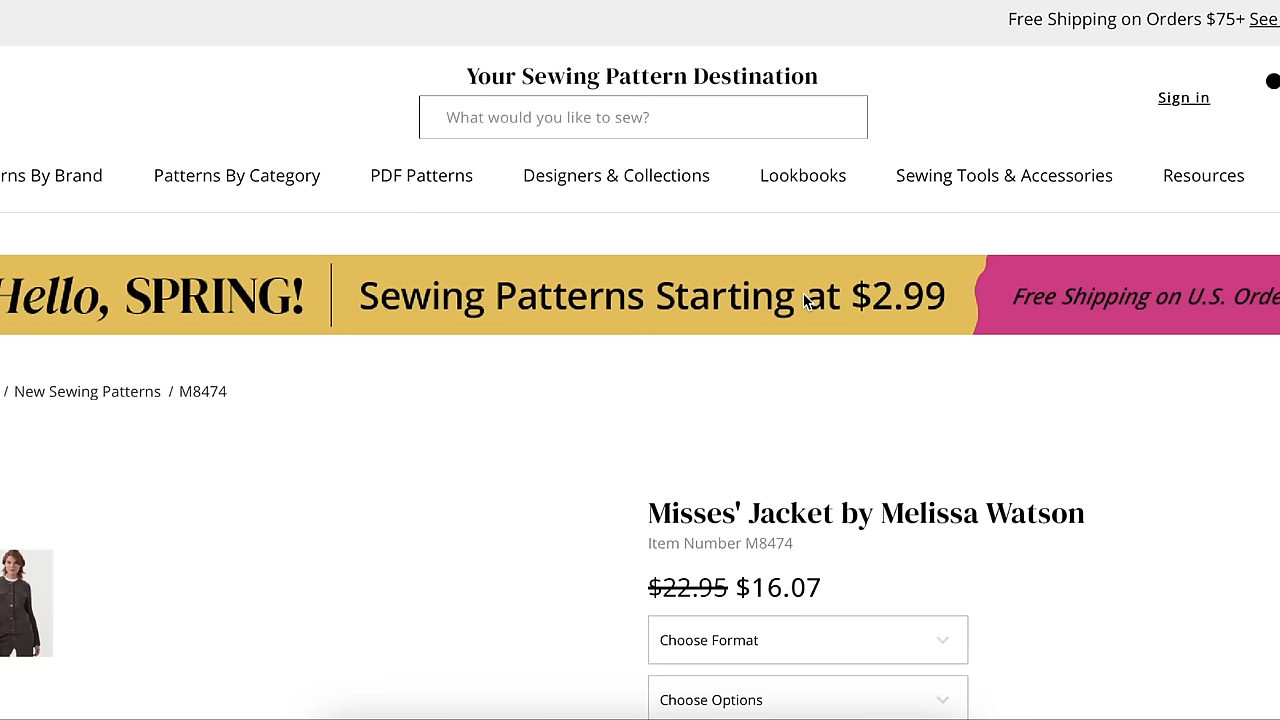 Free Shipping on Orders $75+ See
Your Sewing Pattern Destination
What would you like to sew?
Sign in
rns By Brand
Patterns By Category
PDF Patterns
Designers & Collections
Lookbooks
Sewing Tools & Accessories
Resources
Hello, SPRING!
Sewing Patterns Starting at $2.99
Free Shipping on U.S. Orde
/ New Sewing Patterns / M8474
Misses' Jacket by Melissa Watson
Item Number M8474
$22.95 $16.07
Choose Format
Choose Options